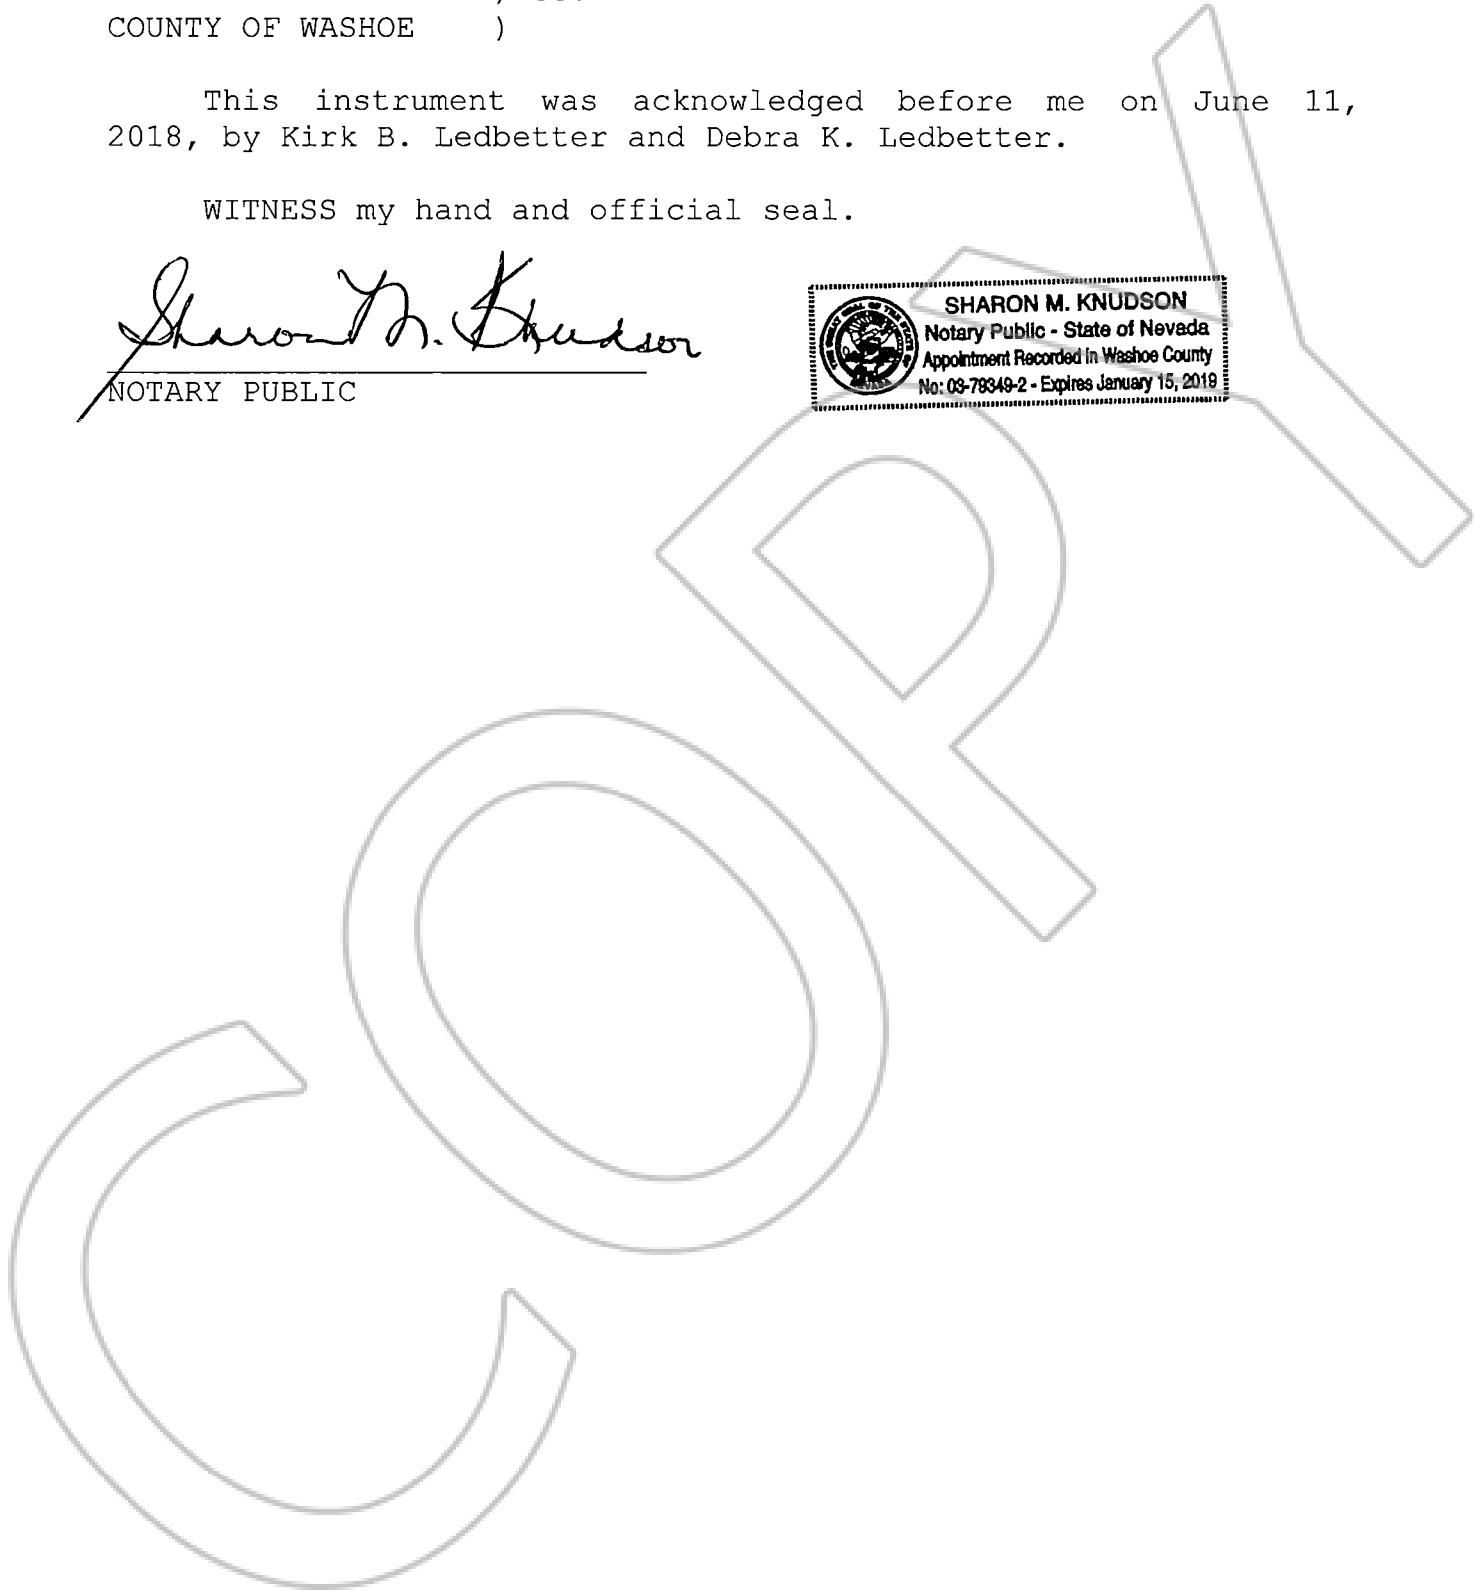 COUNTY OF WASHOE )
This instrument was acknowledged before me on June 11,
2018, by Kirk B. Ledbetter and Debra K. Ledbetter.
WITNESS my hand and official seal.
Sharon M. Knudson
NOTARY PUBLIC
SHARON M. KNUDSON
Notary Public - State of Nevada
Appointment Recorded in Washoe County
No: 03-79349-2 - Expires January 15, 2019
COPY